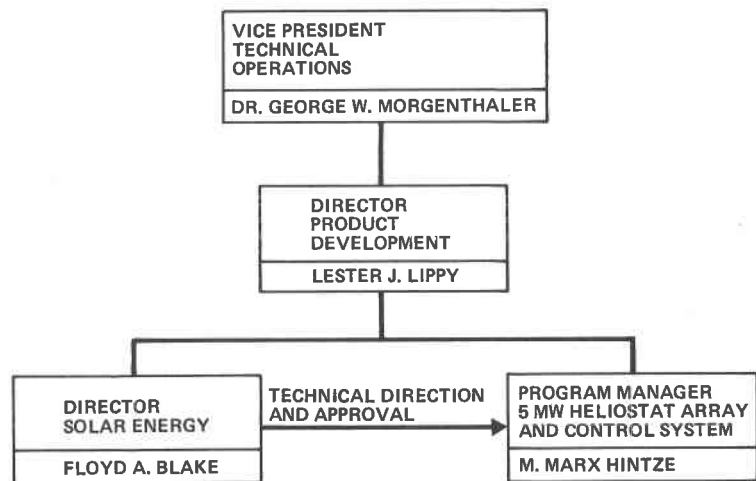 VICE PRESIDENT
TECHNICAL
OPERATIONS
DR. GEORGE W. MORGENTHALER
DIRECTOR
PRODUCT
DEVELOPMENT
LESTER J. LIPPY
DIRECTOR
SOLAR ENERGY
FLOYD A. BLAKE
TECHNICAL DIRECTION
AND APPROVAL
PROGRAM MANAGER
5 MW HELIOSTAT ARRAY
AND CONTROL SYSTEM
M. MARX HINTZE